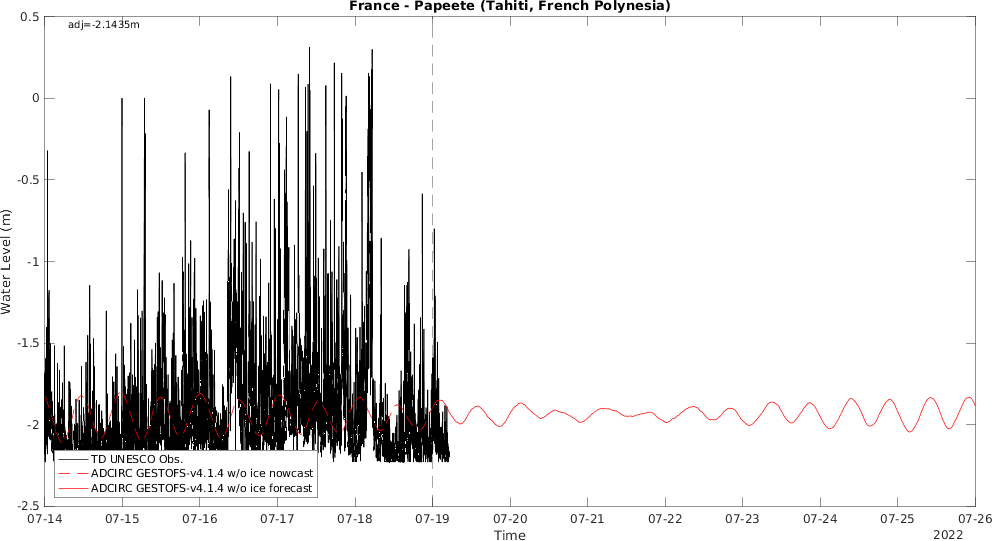 France - Papeete (Tahiti, French Polynesia)
adj=-2.1435m
0.5
0
-0.5
-1
-1.5
-2
-2.5
Water Level (m)
TD UNESCO Obs.
ADCIRC GESTOFS-v4.1.4 w/o ice nowcast
ADCIRC GESTOFS-v4.1.4 w/o ice forecast
07-14 07-15 07-16 07-17 07-18 07-19 07-20 07-21 07-22 07-23 07-24 07-25 07-26
Time
2022